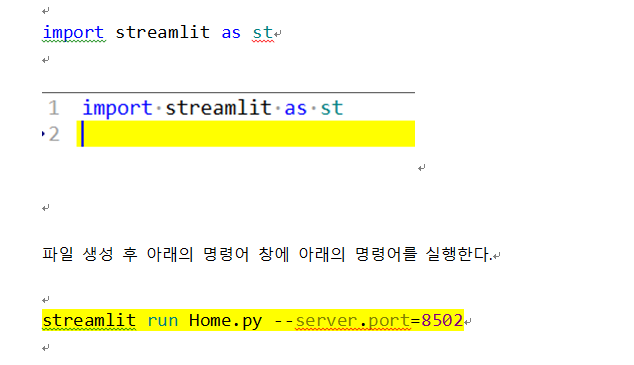 import streamlit as st
1 import streamlit as st
2
파일 생성 후 아래의 명령어 창에 아래의 명령어를 실행한다.
streamlit run Home.py --server.port=8502